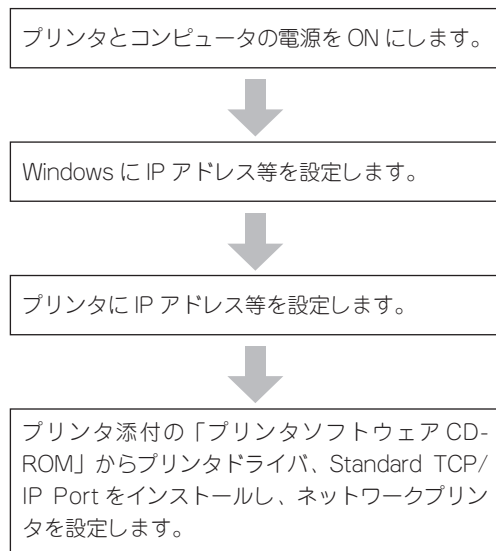 プリンタとコンピュータの電源を ON にします。
Windows に IP アドレス等を設定します。
プリンタに IP アドレス等を設定します。
プリンタ添付の「プリンタソフトウェア CD-
ROM」からプリンタドライバ、Standard TCP/
IP Port をインストールし、ネットワークプリン
タを設定します。